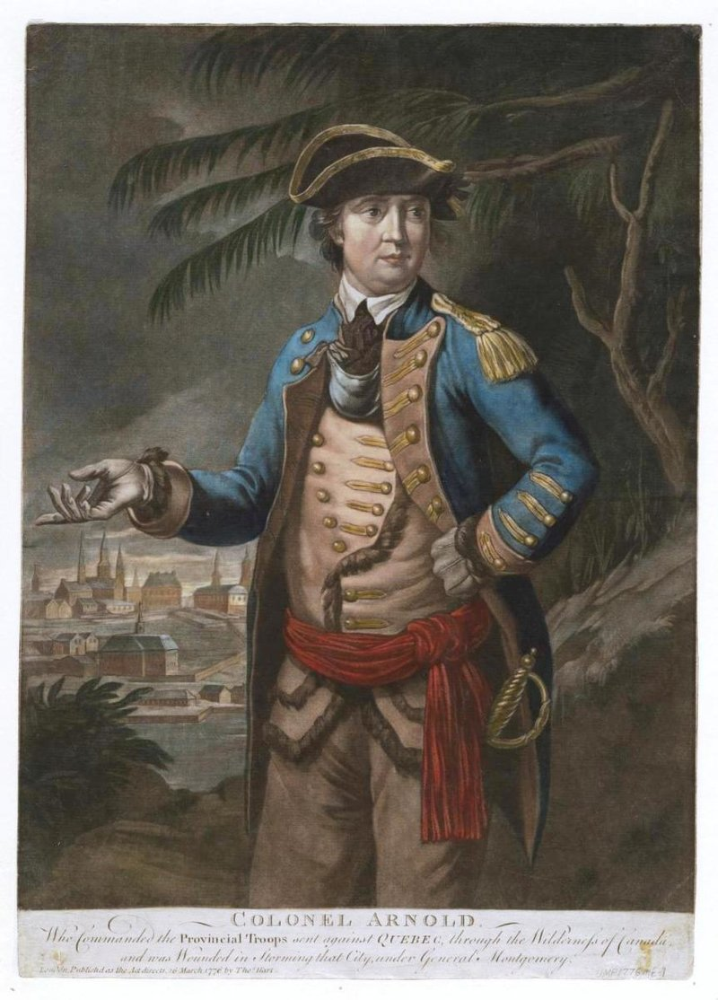 COLONEL ARNOLD.
Who Commanded the Provincial Troops sent against QUEBEC, through the Wilderneſs of Canada,
and was Wounded in Storming that City, under General Montgomery.
London, Publish'd as the Act directs, 26 March 1776 by Thoˢ. Hart.